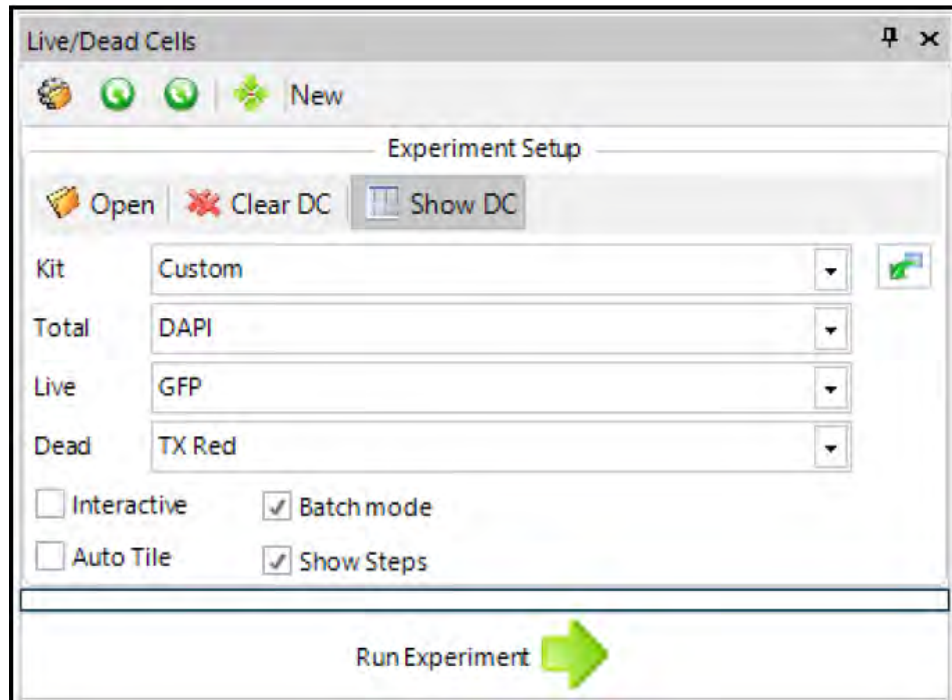 Live/Dead Cells
New
Experiment Setup
Open Clear DC Show DC
Kit Custom
Total DAPI
Live GFP
Dead TX Red
Interactive Batch mode
Auto Tile Show Steps
Run Experiment